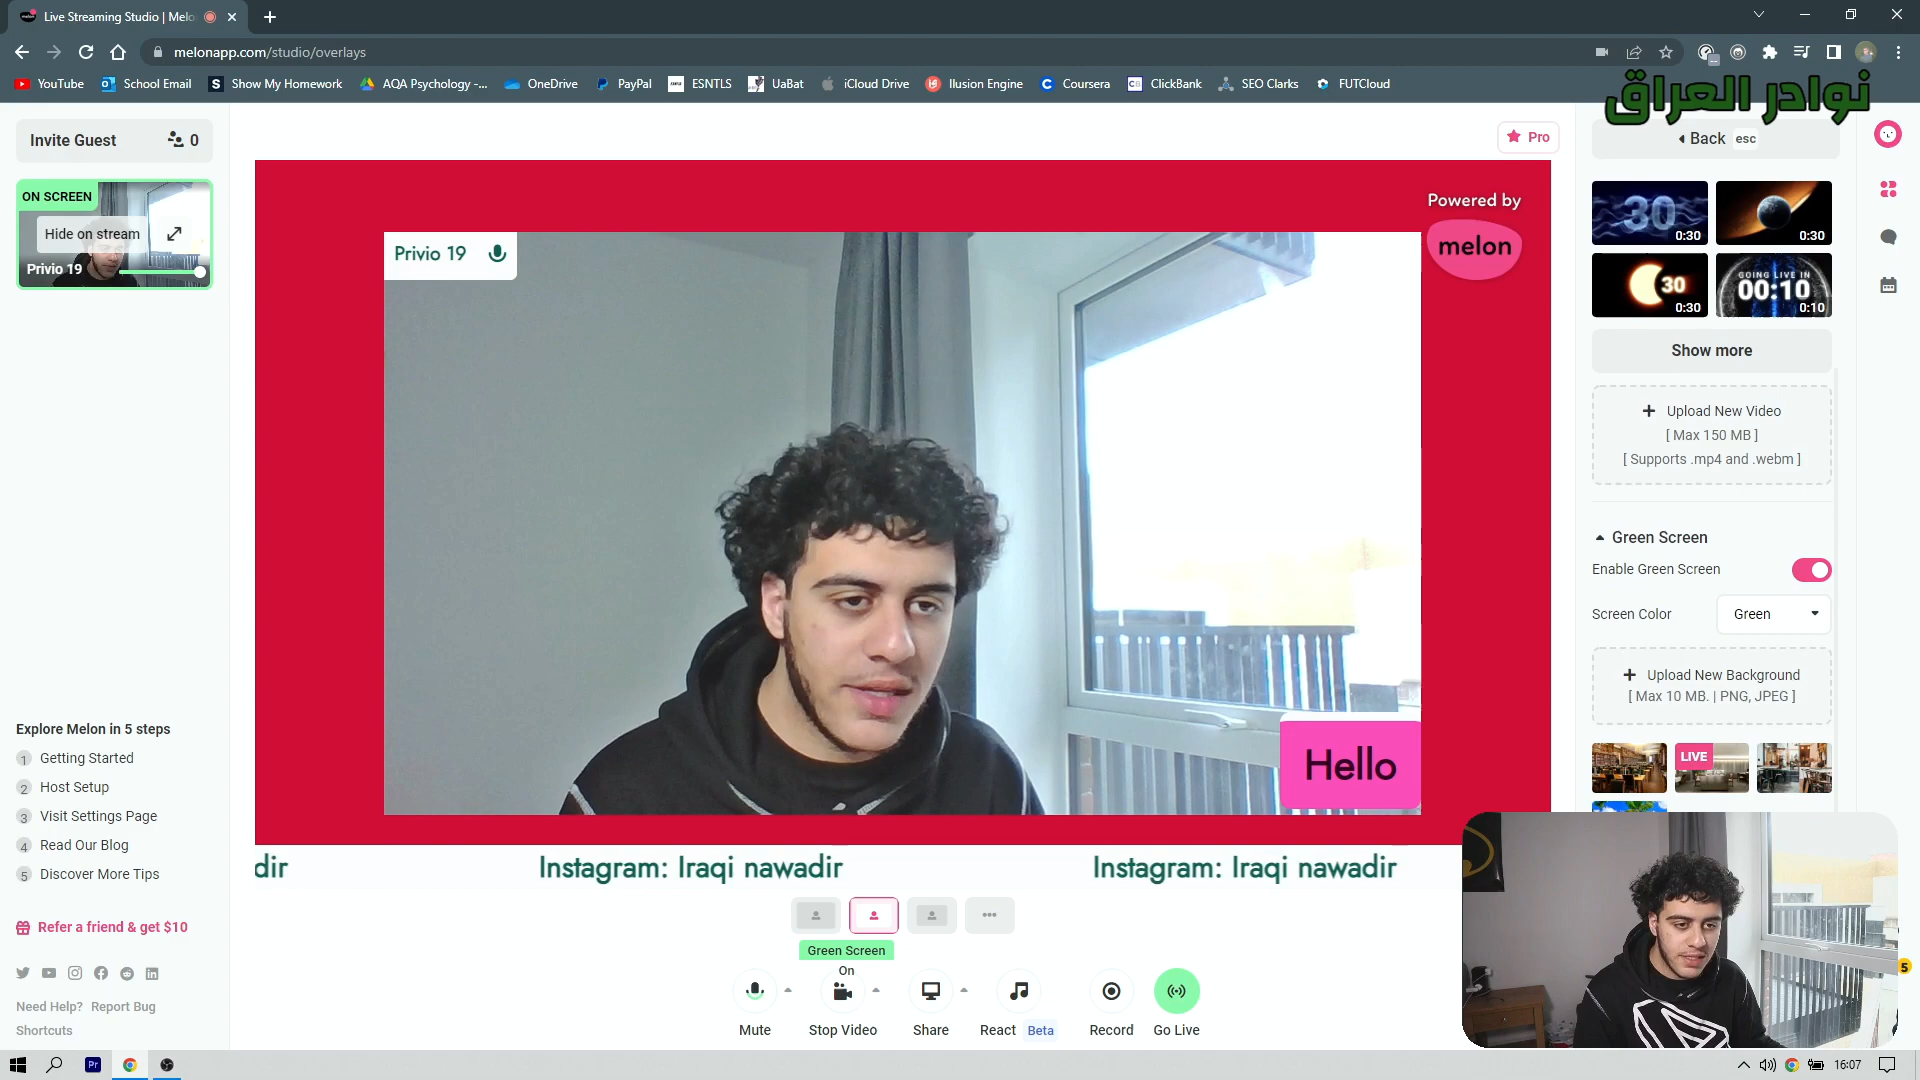 Live Streaming Studio | Melo
melonapp.com/studio/overlays
YouTube
School Email
Show My Homework
AQA Psychology -...
OneDrive
PayPal
ESNTLS
UaBat
iCloud Drive
Ilusion Engine
Coursera
ClickBank
SEO Clarks
FUTCloud
نوادر العراق
Invite Guest 0
ON SCREEN
Hide on stream
Privio 19
Pro
Powered by
melon
Privio 19
Hello
Instagram: Iraqi nawadir
Instagram: Iraqi nawadir
dir
Back esc
30
0:30
0:30
30
0:30
GOING LIVE IN
00:10
0:10
Show more
+ Upload New Video
[ Max 150 MB ]
[ Supports .mp4 and .webm ]
Green Screen
Enable Green Screen
Screen Color Green
+ Upload New Background
[ Max 10 MB. | PNG, JPEG ]
LIVE
Explore Melon in 5 steps
1 Getting Started
2 Host Setup
3 Visit Settings Page
4 Read Our Blog
5 Discover More Tips
Refer a friend & get $10
Need Help? Report Bug
Shortcuts
Green Screen
On
Mute
Stop Video
Share
React Beta
Record
Go Live
5
Pr
16:07